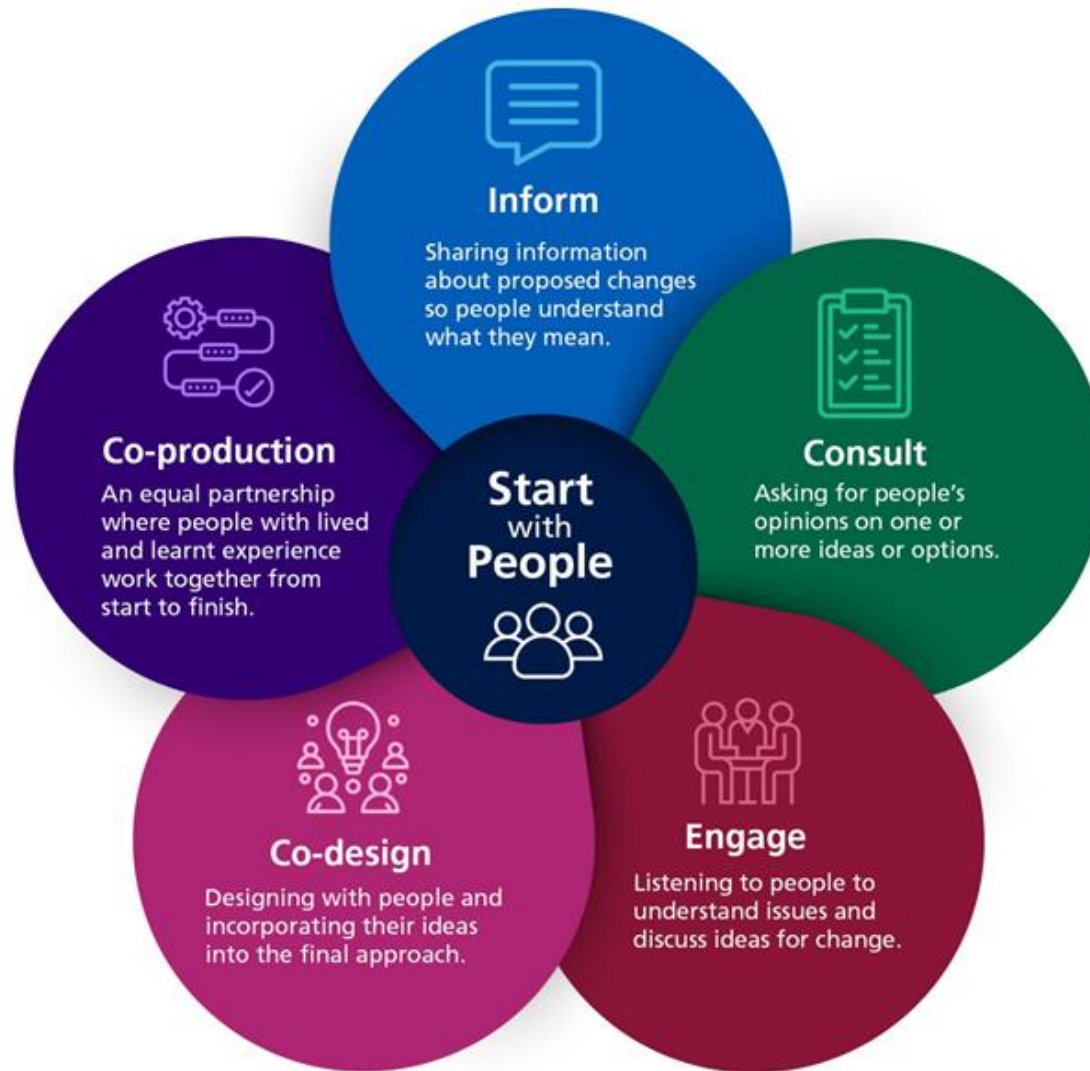 Inform
Sharing information
about proposed changes
so people understand
what they mean.
Consult
Asking for people's
opinions on one or
more ideas or options.
Engage
Listening to people to
understand issues and
discuss ideas for change.
Co-design
Designing with people and
incorporating their ideas
into the final approach.
Co-production
An equal partnership
where people with lived
and learnt experience
work together from
start to finish.
Start
with
People